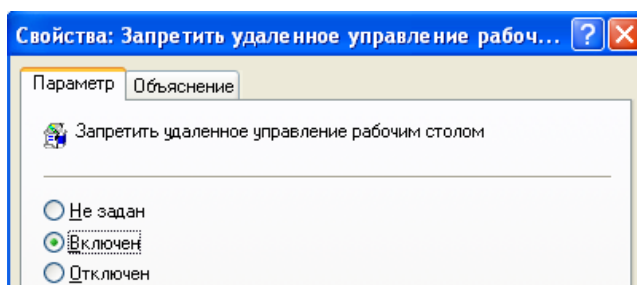 Свойства: Запретить удаленное управление рабоч...
Параметр Объяснение
Запретить удаленное управление рабочим столом
Не задан
Включен
Отключен